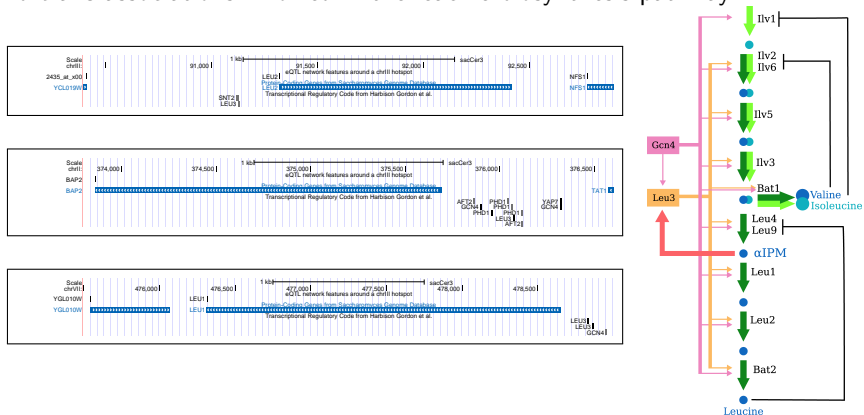 Scale
1 kb
sacCer3
chrIII:
91,000
91,500
92,000
92,500
eQTL network features around a chrIII hotspot
2435_at_x00
LEU2
NFS1
Protein-Coding Genes from Saccharomyces Genome Database
YCL019W
LEU2
NFS1
Transcriptional Regulatory Code from Harbison Gordon et al.
SNT2
LEU3
Scale
1 kb
sacCer3
chrII:
374,000
374,500
375,000
375,500
376,000
376,500
eQTL network features around a chrIII hotspot
BAP2
Protein-Coding Genes from Saccharomyces Genome Database
BAP2
TAT1
Transcriptional Regulatory Code from Harbison Gordon et al.
AFT2
PHD1
YAP7
GCN4
PHD1
GCN4
PHD1
PHD1
LEU3
AFT2
Scale
1 kb
sacCer3
chrVII:
476,000
476,500
477,000
477,500
478,000
478,500
eQTL network features around a chrIII hotspot
YGL010W
LEU1
Protein-Coding Genes from Saccharomyces Genome Database
YGL010W
LEU1
Transcriptional Regulatory Code from Harbison Gordon et al.
LEU3
LEU3
GCN4
Gcn4
Leu3
Ilv1
Ilv2
Ilv6
Ilv5
Ilv3
Bat1
Valine
Isoleucine
Leu4
Leu9
αIPM
Leu1
Leu2
Bat2
Leucine